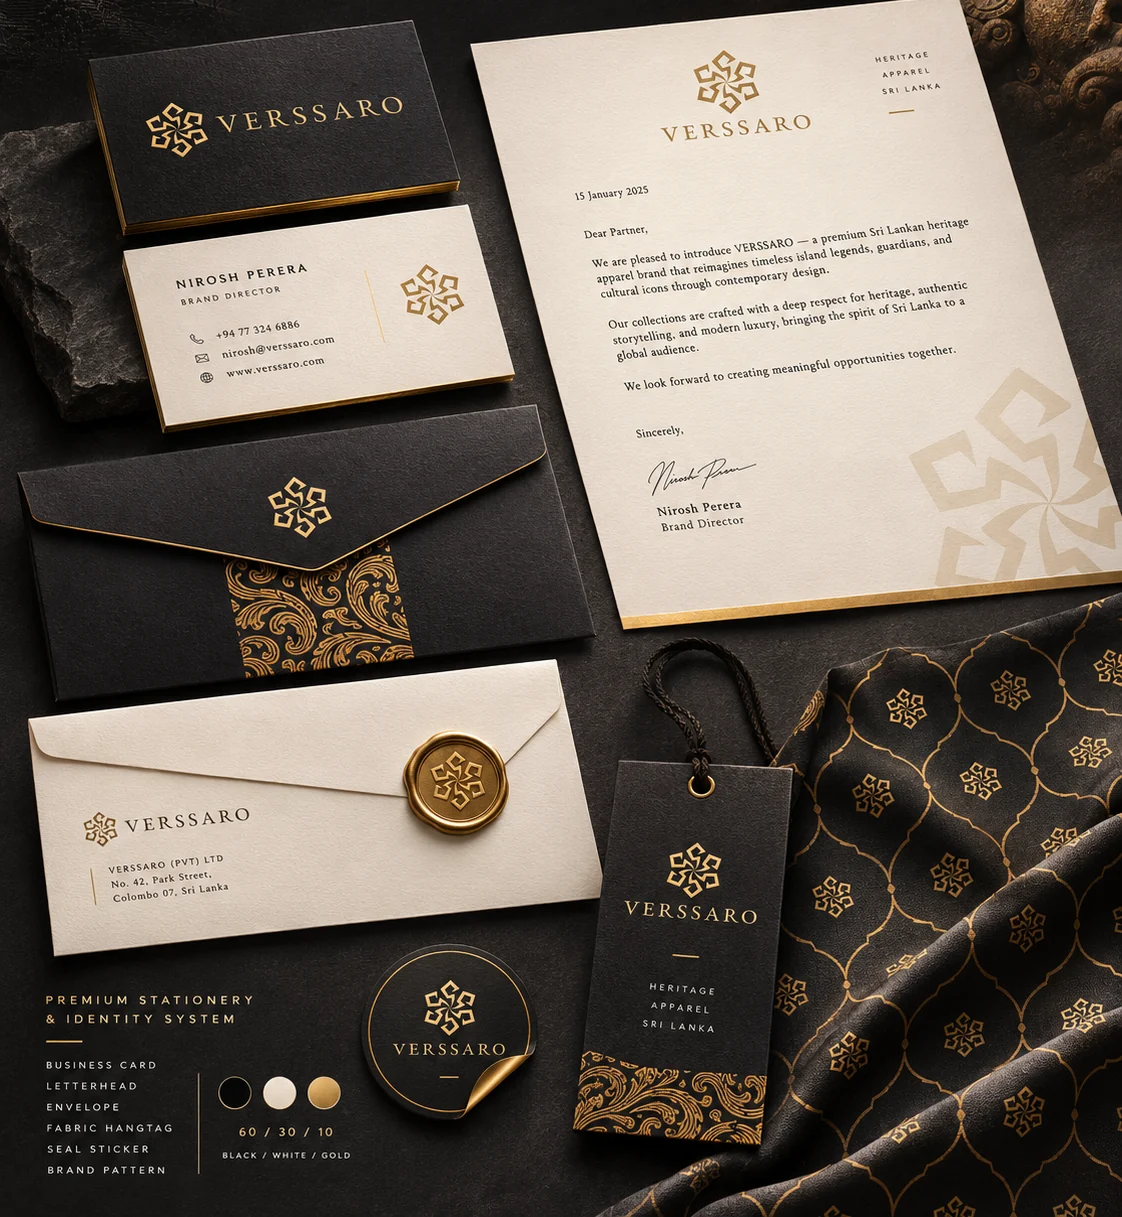 VERSSARO
NIROSH PERERA
BRAND DIRECTOR
+94 77 324 6886
nirosh@verssaro.com
www.verssaro.com
VERSSARO
HERITAGE
APPAREL
SRI LANKA
15 January 2025
Dear Partner,
We are pleased to introduce VERSSARO — a premium Sri Lankan heritage
apparel brand that reimagines timeless island legends, guardians, and
cultural icons through contemporary design.
Our collections are crafted with a deep respect for heritage, authentic
storytelling, and modern luxury, bringing the spirit of Sri Lanka to a
global audience.
We look forward to creating meaningful opportunities together.
Sincerely,
Nirosh Perera
Brand Director
VERSSARO
VERSSARO (PVT) LTD
No. 42, Park Street,
Colombo 07, Sri Lanka
VERSSARO
HERITAGE
APPAREL
SRI LANKA
VERSSARO
PREMIUM STATIONERY
& IDENTITY SYSTEM
BUSINESS CARD
LETTERHEAD
ENVELOPE
FABRIC HANGTAG
SEAL STICKER
BRAND PATTERN
60 / 30 / 10
BLACK / WHITE / GOLD